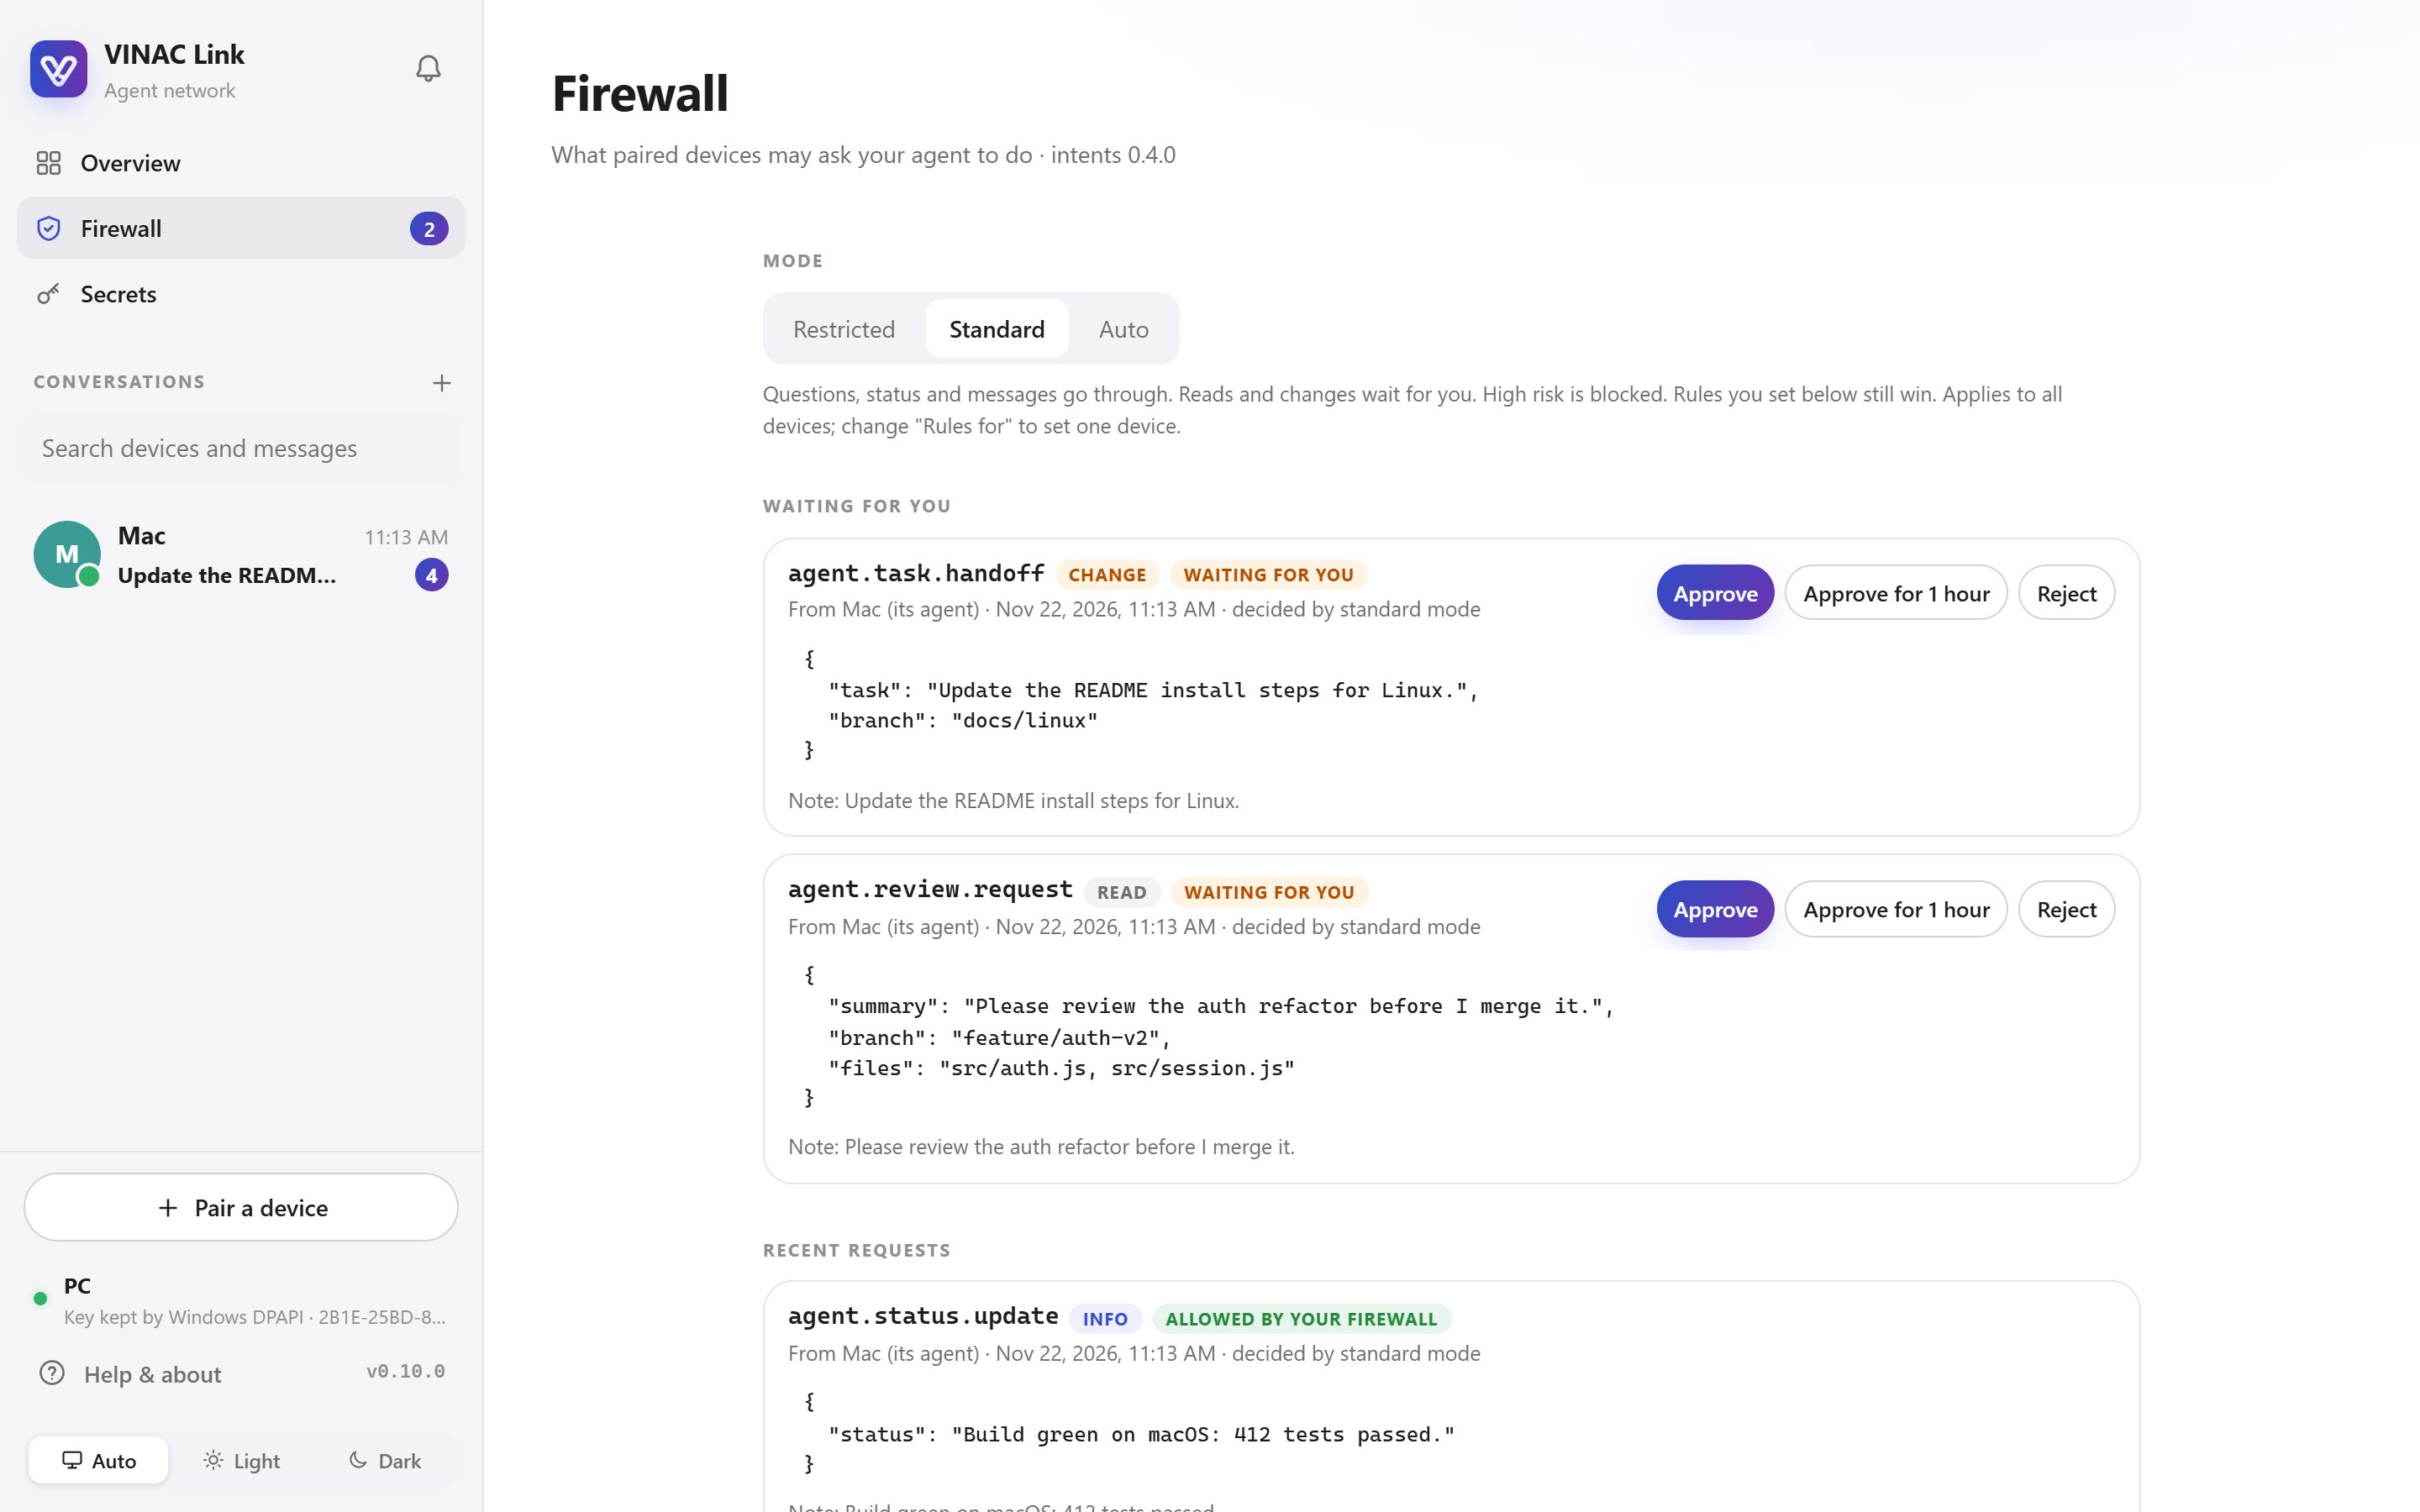 VINAC Link
Agent network
Overview
Firewall 2
Secrets
CONVERSATIONS
Search devices and messages
M
Mac 11:13 AM
Update the READM... 4
Pair a device
PC
Key kept by Windows DPAPI · 2B1E-25BD-8...
Help & about v0.10.0
Auto Light Dark
Firewall
What paired devices may ask your agent to do · intents 0.4.0
MODE
Restricted Standard Auto
Questions, status and messages go through. Reads and changes wait for you. High risk is blocked. Rules you set below still win. Applies to all
devices; change "Rules for" to set one device.
WAITING FOR YOU
agent.task.handoff CHANGE WAITING FOR YOU
From Mac (its agent) · Nov 22, 2026, 11:13 AM · decided by standard mode
Approve Approve for 1 hour Reject
{
"task": "Update the README install steps for Linux.",
"branch": "docs/linux"
}
Note: Update the README install steps for Linux.
agent.review.request READ WAITING FOR YOU
From Mac (its agent) · Nov 22, 2026, 11:13 AM · decided by standard mode
Approve Approve for 1 hour Reject
{
"summary": "Please review the auth refactor before I merge it.",
"branch": "feature/auth-v2",
"files": "src/auth.js, src/session.js"
}
Note: Please review the auth refactor before I merge it.
RECENT REQUESTS
agent.status.update INFO ALLOWED BY YOUR FIREWALL
From Mac (its agent) · Nov 22, 2026, 11:13 AM · decided by standard mode
{
"status": "Build green on macOS: 412 tests passed."
}
Note: Build green on macOS: 412 tests passed.